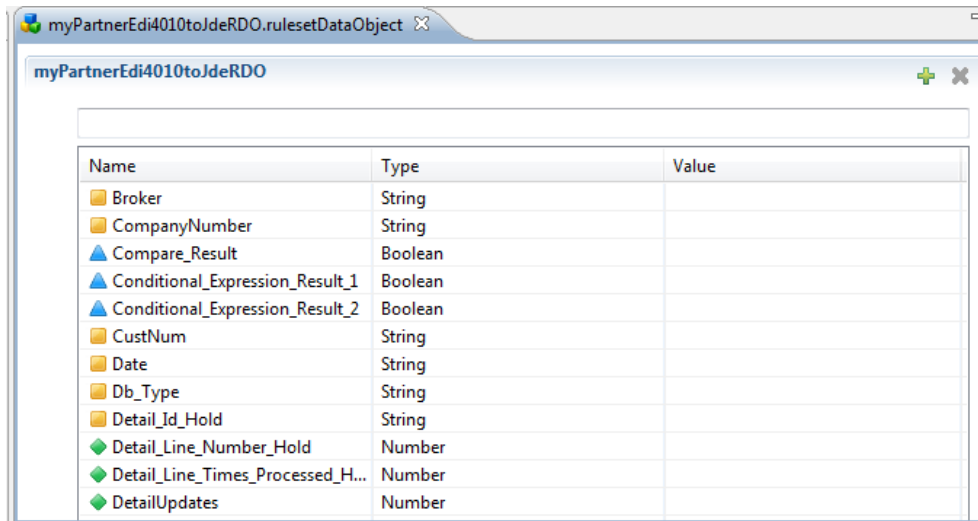 myPartnerEdi4010toJdeRDO.rulesetDataObject
myPartnerEdi4010toJdeRDO
Name Type Value
Broker String
CompanyNumber String
Compare_Result Boolean
Conditional_Expression_Result_1 Boolean
Conditional_Expression_Result_2 Boolean
CustNum String
Date String
Db_Type String
Detail_Id_Hold String
Detail_Line_Number_Hold Number
Detail_Line_Times_Processed_H... Number
DetailUpdates Number